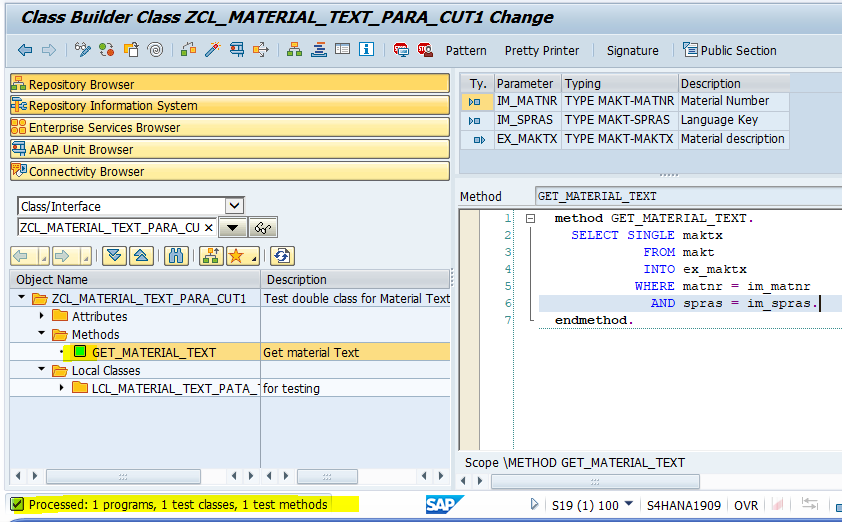 Class Builder Class ZCL_MATERIAL_TEXT_PARA_CUT1 Change
Pattern Pretty Printer Signature Public Section
Repository Browser
Repository Information System
Enterprise Services Browser
ABAP Unit Browser
Connectivity Browser
Class/Interface
ZCL_MATERIAL_TEXT_PARA_CU
Object Name Description
ZCL_MATERIAL_TEXT_PARA_CUT1 Test double class for Material Text
Attributes
Methods
GET_MATERIAL_TEXT Get material Text
Local Classes
LCL_MATERIAL_TEXT_PATA_ for testing
Ty. Parameter Typing Description
IM_MATNR TYPE MAKT-MATNR Material Number
IM_SPRAS TYPE MAKT-SPRAS Language Key
EX_MAKTX TYPE MAKT-MAKTX Material description
Method GET_MATERIAL_TEXT
1 method GET_MATERIAL_TEXT.
2 SELECT SINGLE maktx
3 FROM makt
4 INTO ex_maktx
5 WHERE matnr = im_matnr
6 AND spras = im_spras.
7 endmethod.
Scope \METHOD GET_MATERIAL_TEXT
Processed: 1 programs, 1 test classes, 1 test methods
SAP
S19 (1) 100 S4HANA1909 OVR